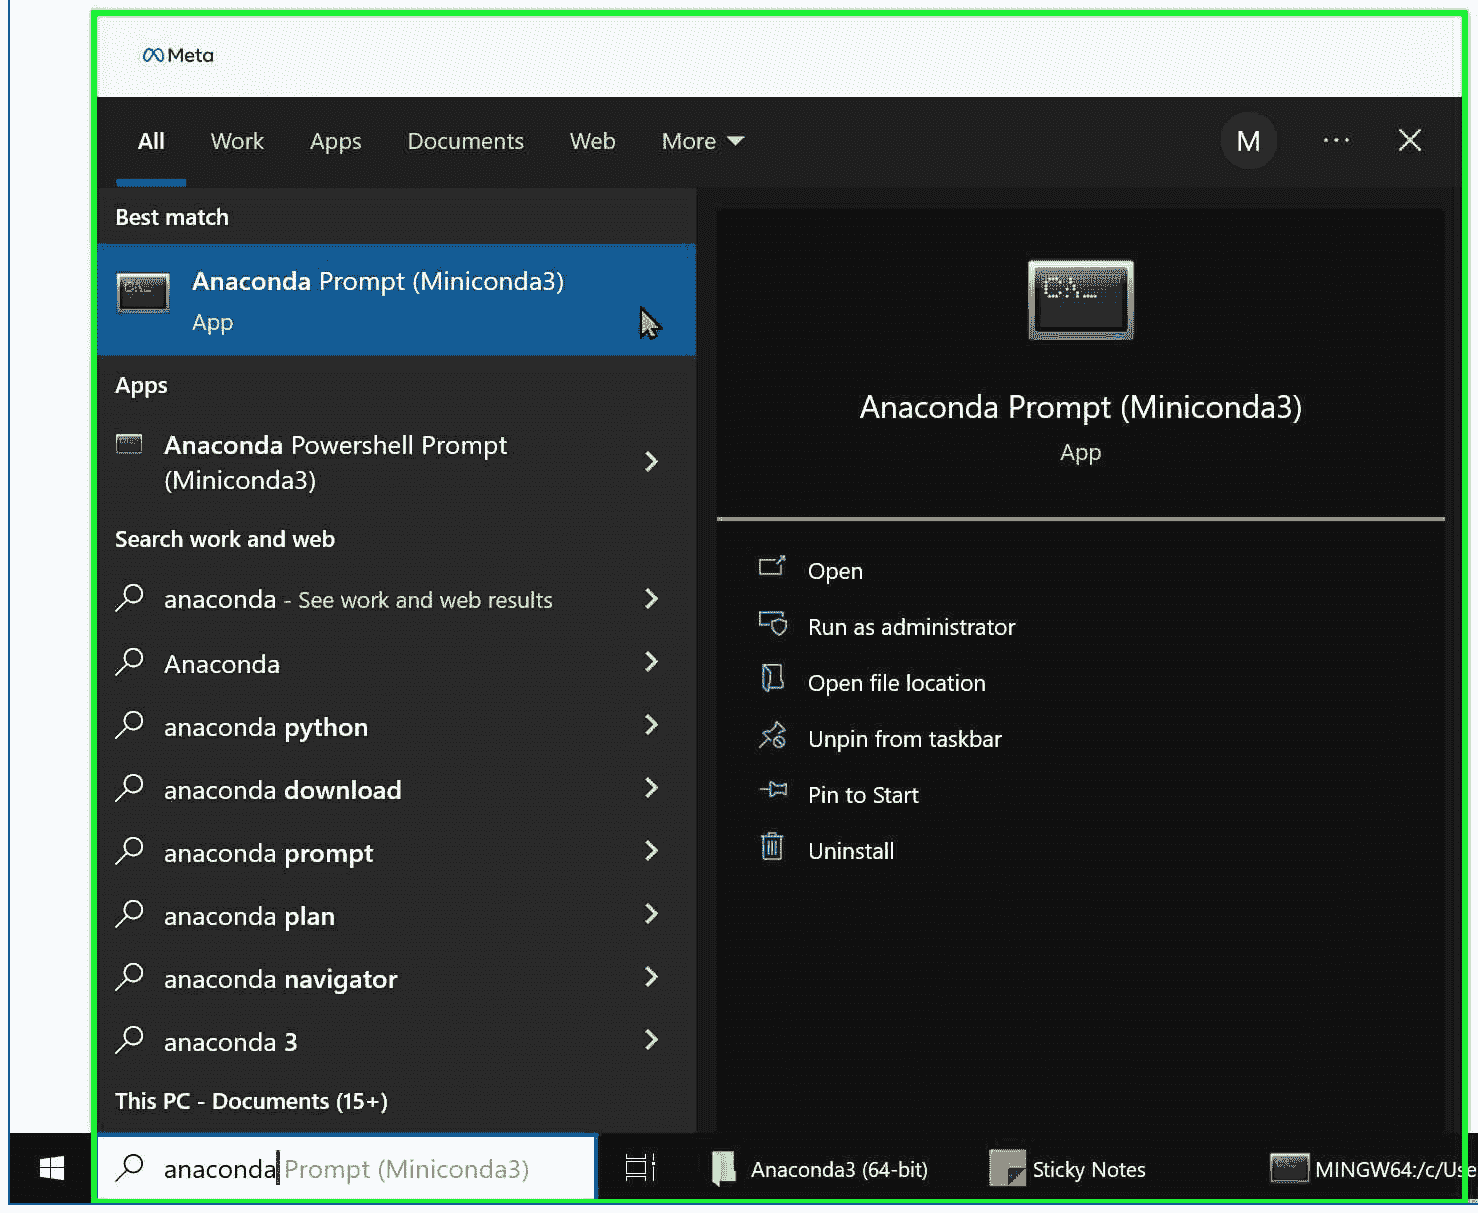 Meta
All Work Apps Documents Web More M ... 
Best match
Anaconda Prompt (Miniconda3)
App
Apps
Anaconda Powershell Prompt
(Miniconda3)
Search work and web
anaconda - See work and web results
Anaconda
anaconda python
anaconda download
anaconda prompt
anaconda plan
anaconda navigator
anaconda 3
This PC - Documents (15+)
Anaconda Prompt (Miniconda3)
App
Open
Run as administrator
Open file location
Unpin from taskbar
Pin to Start
Uninstall
anaconda Prompt (Miniconda3) Anaconda3 (64-bit) Sticky Notes MINGW64:/c/Use